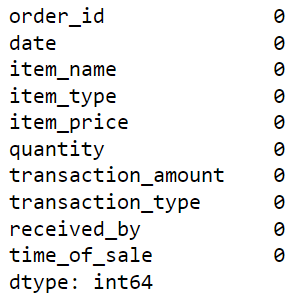 order_id 0
date 0
item_name 0
item_type 0
item_price 0
quantity 0
transaction_amount 0
transaction_type 0
received_by 0
time_of_sale 0
dtype: int64